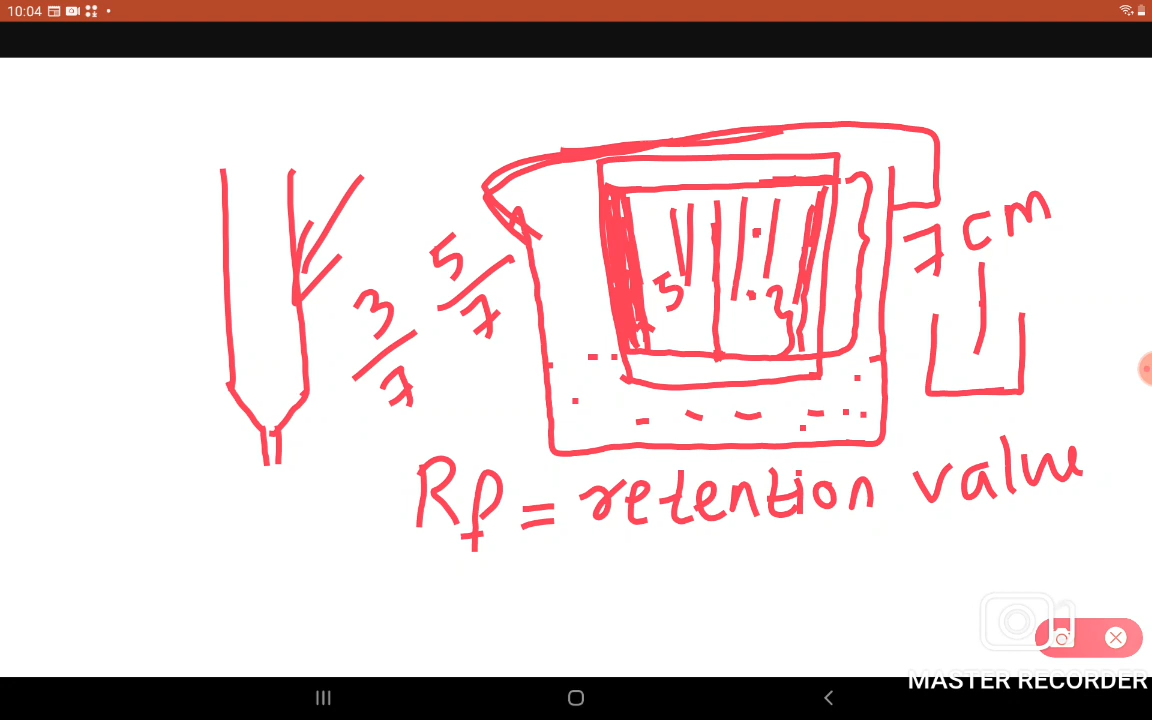 10:04
7cm
5/7
3/7
5
3
Rf = retention value
MASTER RECORDER